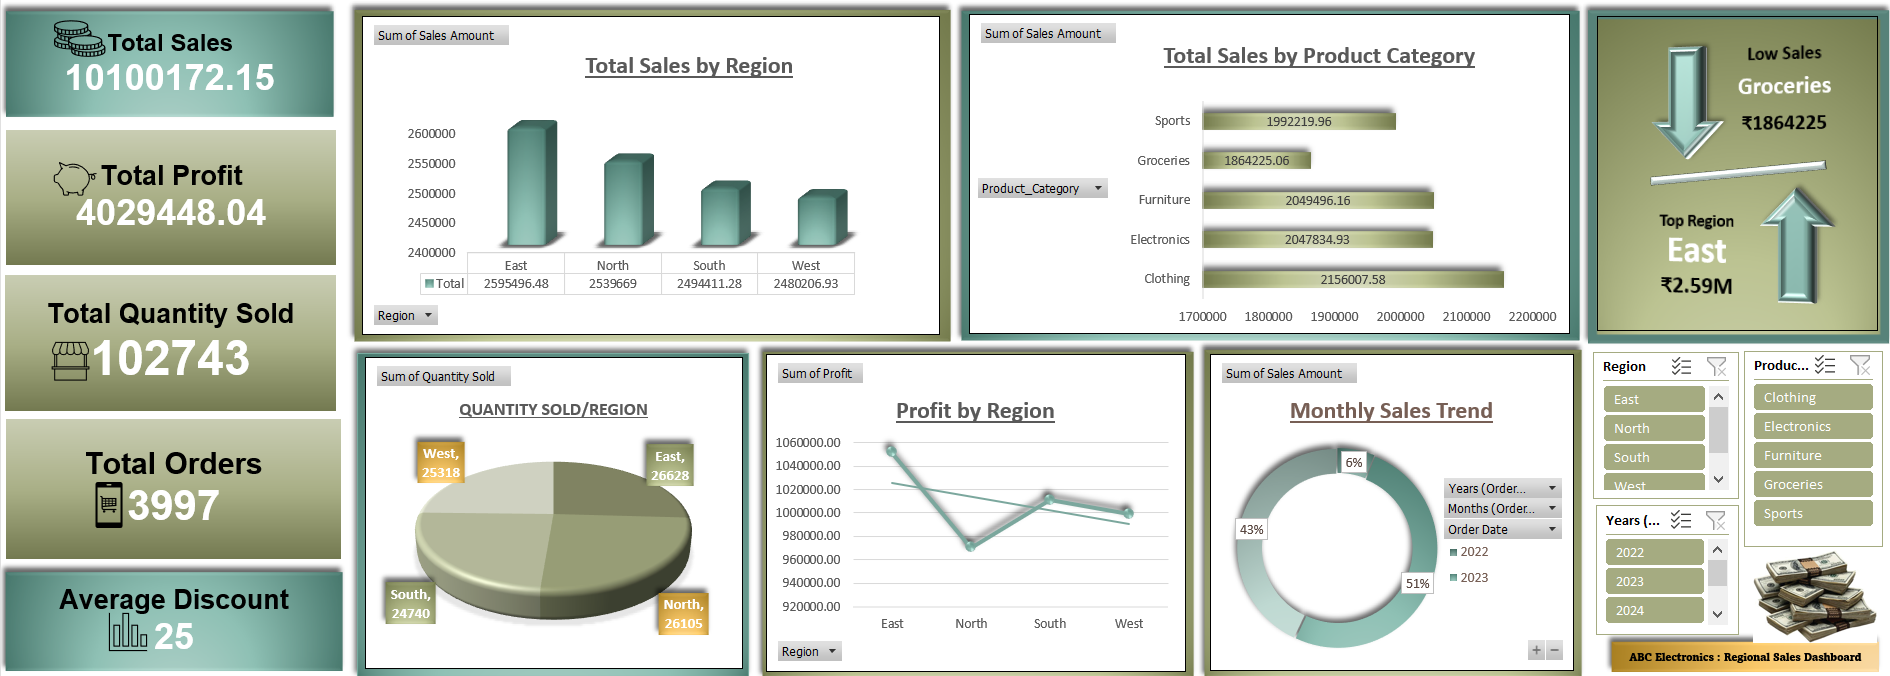 Total Sales
10100172.15
Total Profit
4029448.04
Total Quantity Sold
102743
Total Orders
3997
Average Discount
25
Sum of Sales Amount
Total Sales by Region
2600000
2550000
2500000
2450000
2400000
East North South West
Total 2595496.48 2539669 2494411.28 2480206.93
Region
Sum of Sales Amount
Total Sales by Product Category
Product_Category
Sports 1992219.96
Groceries 1864225.06
Furniture 2049496.16
Electronics 2047834.93
Clothing 2156007.58
1700000 1800000 1900000 2000000 2100000 2200000
Low Sales
Groceries
₹1864225
Top Region
East
₹2.59M
Sum of Quantity Sold
QUANTITY SOLD/REGION
West,
25318
East,
26628
South,
24740
North,
26105
Sum of Profit
Profit by Region
1060000.00
1040000.00
1020000.00
1000000.00
980000.00
960000.00
940000.00
920000.00
East North South West
Region
Sum of Sales Amount
Monthly Sales Trend
6%
43%
51%
Years (Order...
Months (Order...
Order Date
2022
2023
Region
East
North
South
West
Years (...
2022
2023
2024
Produc...
Clothing
Electronics
Furniture
Groceries
Sports
ABC Electronics : Regional Sales Dashboard